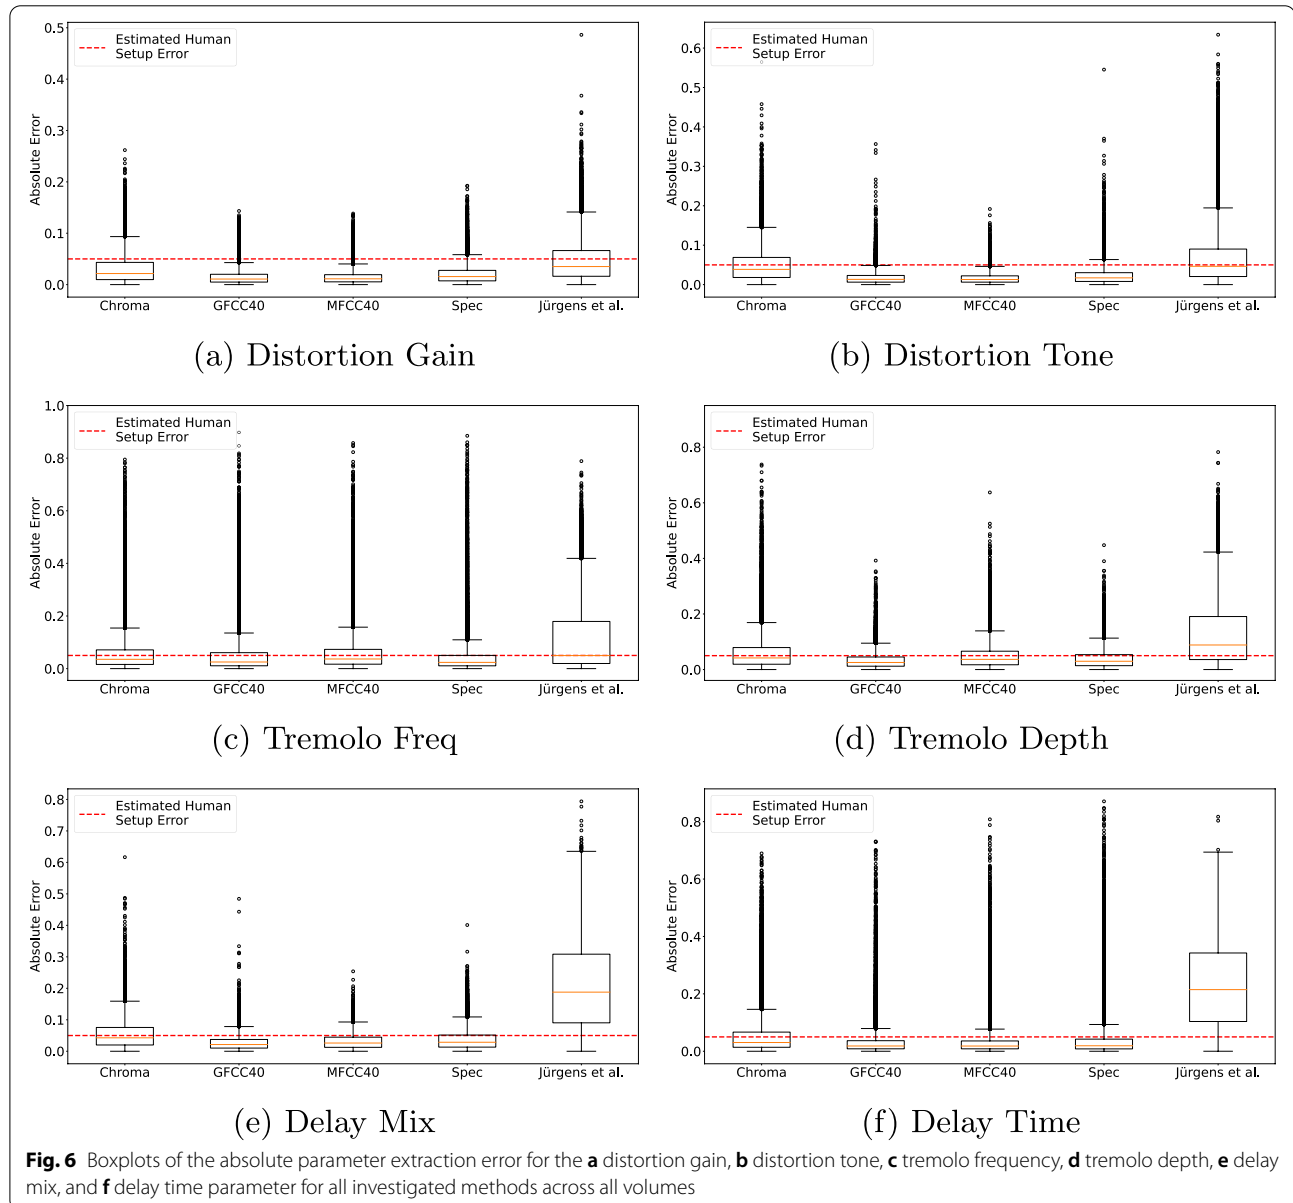 0.5
0.4
0.3
0.2
0.1
0.0
Absolute Error
Estimated Human
Setup Error
Chroma GFCC40 MFCC40 Spec Jürgens et al.
(a) Distortion Gain
0.6
0.5
0.4
0.3
0.2
0.1
0.0
Absolute Error
Estimated Human
Setup Error
Chroma GFCC40 MFCC40 Spec Jürgens et al.
(b) Distortion Tone
1.0
0.8
0.6
0.4
0.2
0.0
Absolute Error
Estimated Human
Setup Error
Chroma GFCC40 MFCC40 Spec Jürgens et al.
(c) Tremolo Freq
0.8
0.6
0.4
0.2
0.0
Absolute Error
Estimated Human
Setup Error
Chroma GFCC40 MFCC40 Spec Jürgens et al.
(d) Tremolo Depth
0.8
0.7
0.6
0.5
0.4
0.3
0.2
0.1
0.0
Absolute Error
Estimated Human
Setup Error
Chroma GFCC40 MFCC40 Spec Jürgens et al.
(e) Delay Mix
0.8
0.6
0.4
0.2
0.0
Absolute Error
Estimated Human
Setup Error
Chroma GFCC40 MFCC40 Spec Jürgens et al.
(f) Delay Time
Fig. 6 Boxplots of the absolute parameter extraction error for the a distortion gain, b distortion tone, c tremolo frequency, d tremolo depth, e delay
mix, and f delay time parameter for all investigated methods across all volumes